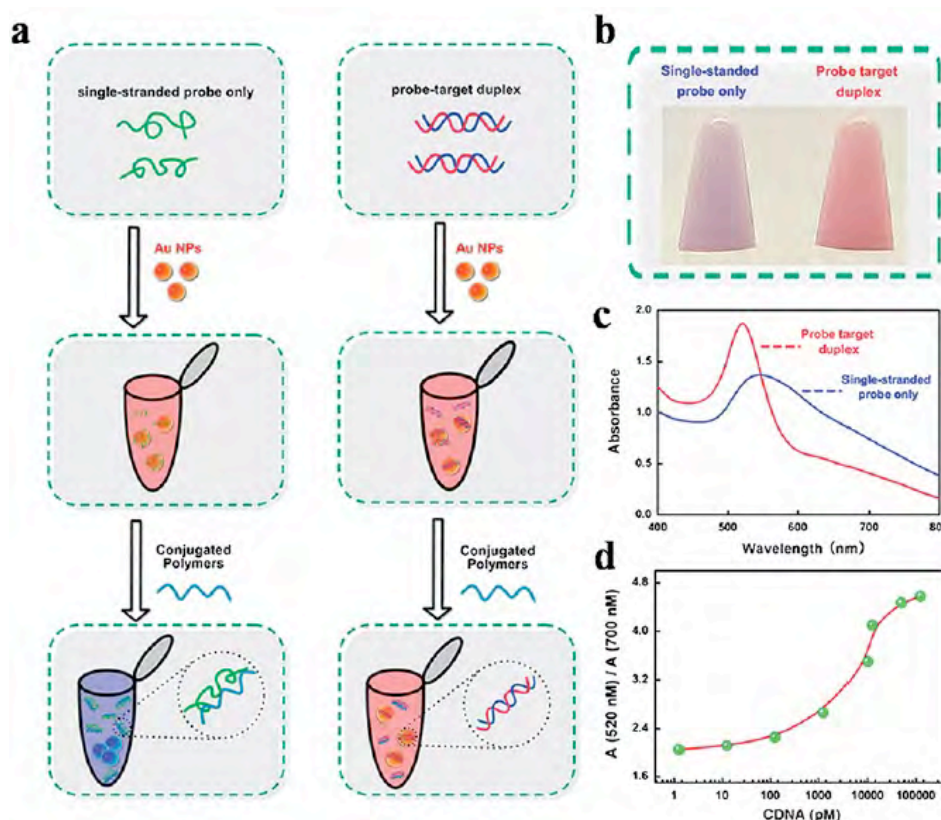 a
single-stranded probe only
probe-target duplex
Au NPs
Au NPs
Conjugated
Polymers
Conjugated
Polymers
b
Single-standed
probe only
Probe target
duplex
c
2.0
1.5
1.0
0.5
0.0
Absorbance
Probe target
duplex
Single-stranded
probe only
400
500
600
700
800
Wavelength (nm)
d
4.8
4.0
3.2
2.4
1.6
A (520 nM) / A (700 nM)
1
10
100
1000
10000
100000
CDNA (pM)